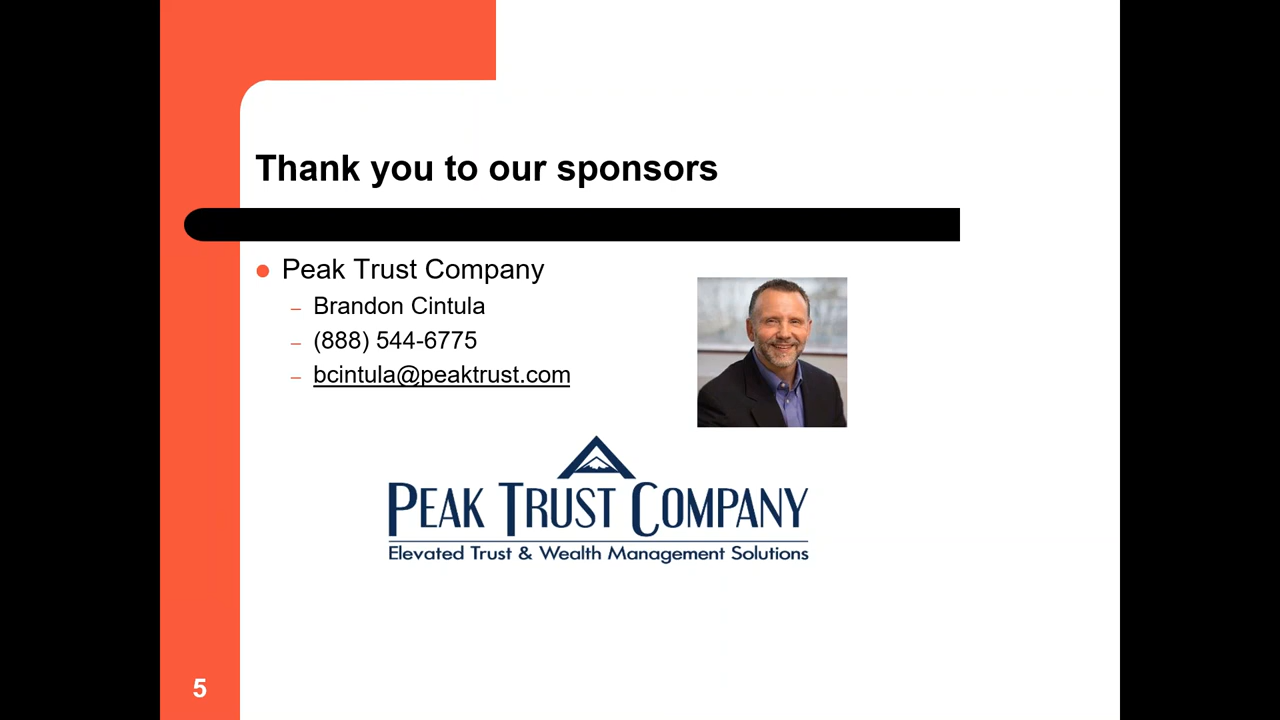 Thank you to our sponsors
Peak Trust Company
– Brandon Cintula
– (888) 544-6775
– bcintula@peaktrust.com
PEAK TRUST COMPANY
Elevated Trust & Wealth Management Solutions
5